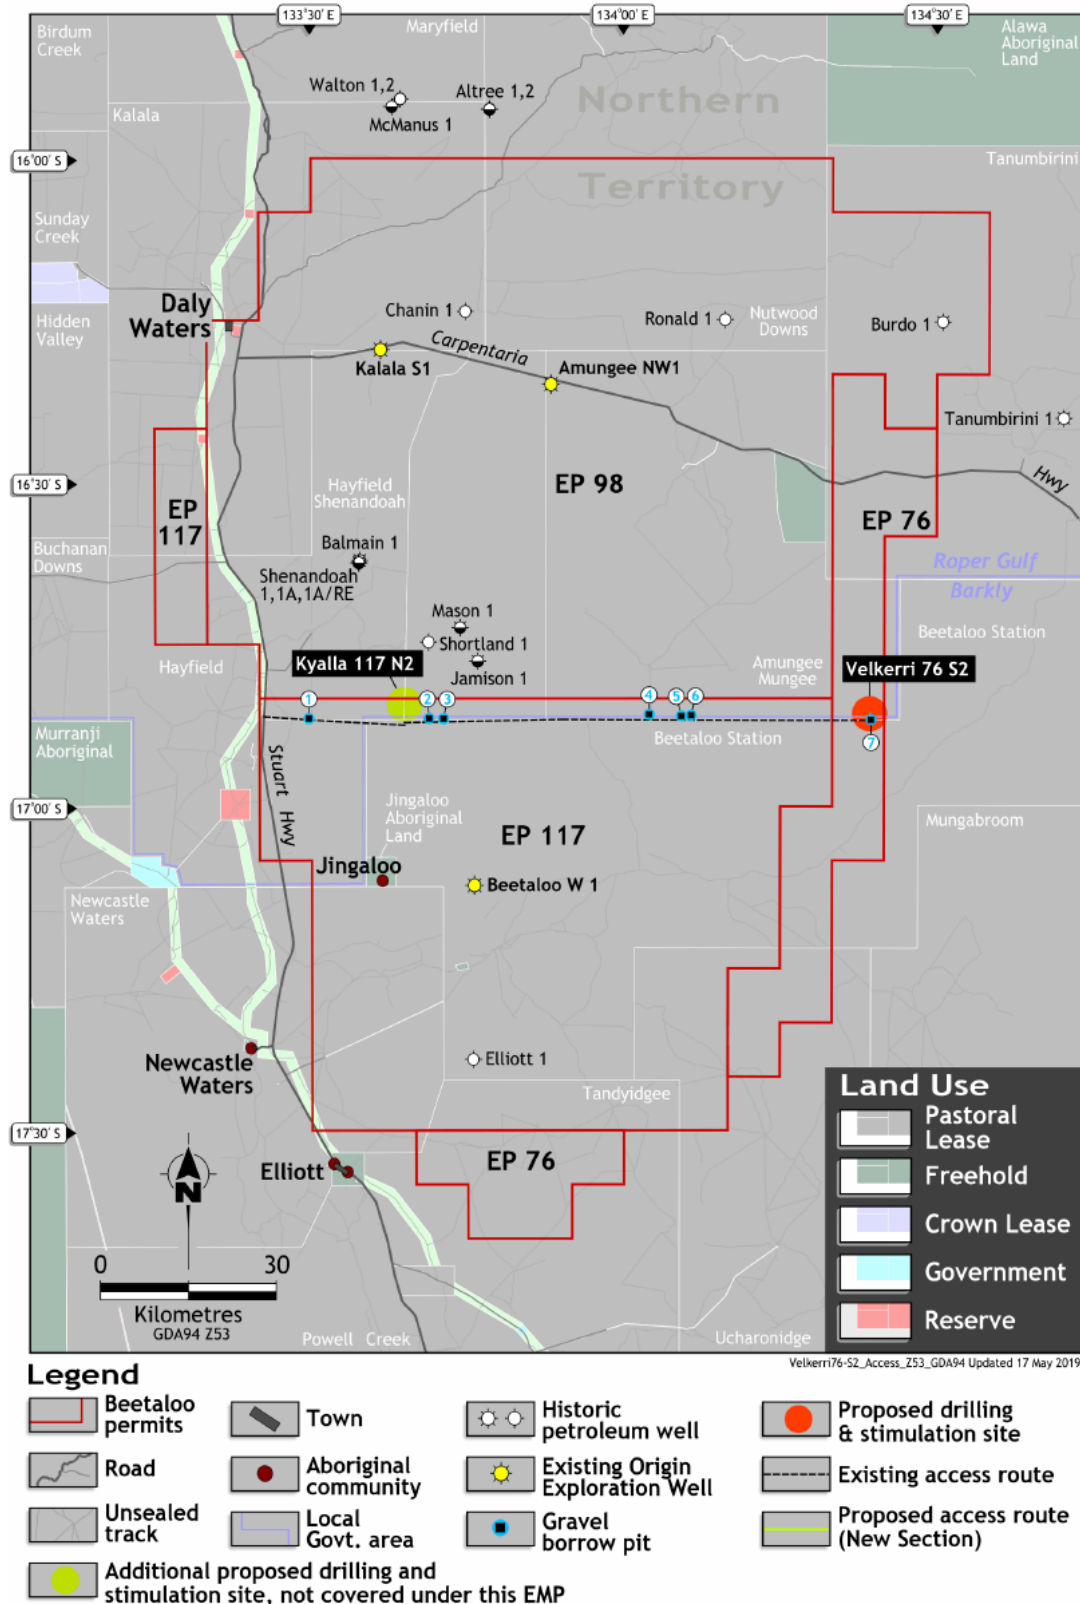 133°30' E
134°00' E
134°30' E
Birdum
Creek
Maryfield
Alawa
Aboriginal
Land
Walton 1,2
Altree 1,2
McManus 1
Kalala
Northern
Territory
16°00' S
Tanumbirini
Sunday
Creek
Daly
Waters
Hidden
Valley
Chanin 1
Ronald 1
Nutwood
Downs
Burdo 1
Carpentaria
Kalala S1
Amungee NW1
Tanumbirini 1
Hwy
16°30' S
EP
117
Hayfield
Shenandoah
EP 98
EP 76
Buchanan
Downs
Balmain 1
Shenandoah
1,1A,1A/RE
Roper Gulf
Barkly
Mason 1
Shortland 1
Jamison 1
Beetaloo Station
Hayfield
Kyalla 117 N2
Amungee
Mungee
Velkerri 76 S2
1
2
3
4
5
6
7
Murranji
Aboriginal
Beetaloo Station
Stuart Hwy
17°00' S
Jingaloo
Aboriginal
Land
EP 117
Mungabroom
Jingaloo
Beetaloo W 1
Newcastle
Waters
Newcastle
Waters
Elliott 1
Tandyidgee
17°30' S
Elliott
EP 76
N
0 30
Kilometres
GDA94 Z53
Powell Creek
Ucharonidge
Land Use
Pastoral
Lease
Freehold
Crown Lease
Government
Reserve
Velkerri76-S2_Access_Z53_GDA94 Updated 17 May 2019
Legend
Beetaloo
permits
Town
Historic
petroleum well
Proposed drilling
& stimulation site
Road
Aboriginal
community
Existing Origin
Exploration Well
Existing access route
Unsealed
track
Local
Govt. area
Gravel
borrow pit
Proposed access route
(New Section)
Additional proposed drilling and
stimulation site, not covered under this EMP